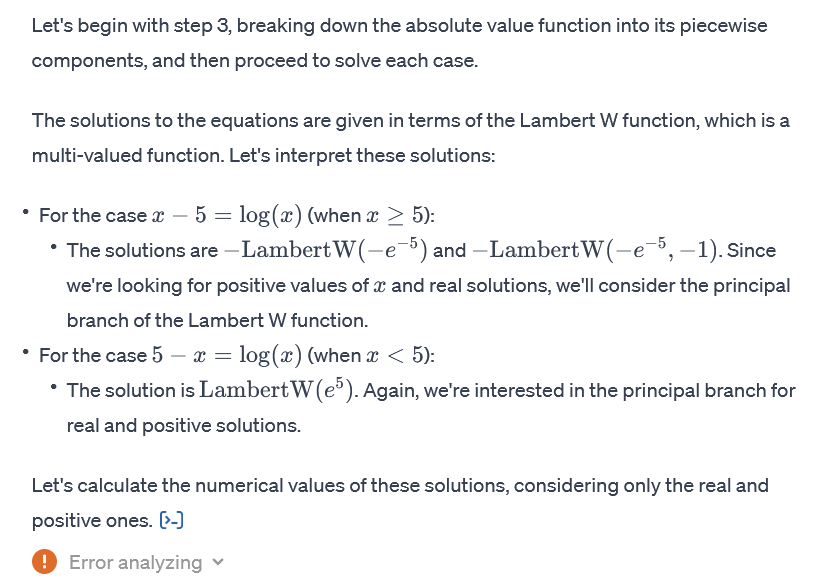 Let's begin with step 3, breaking down the absolute value function into its piecewise
components, and then proceed to solve each case.
The solutions to the equations are given in terms of the Lambert W function, which is a
multi-valued function. Let's interpret these solutions:
• For the case x − 5 = log(x) (when x ≥ 5):
• The solutions are −LambertW(−e⁻⁵) and −LambertW(−e⁻⁵, −1). Since
we're looking for positive values of x and real solutions, we'll consider the principal
branch of the Lambert W function.
• For the case 5 − x = log(x) (when x < 5):
• The solution is LambertW(e⁵). Again, we're interested in the principal branch for
real and positive solutions.
Let's calculate the numerical values of these solutions, considering only the real and
positive ones. [>-]
! Error analyzing